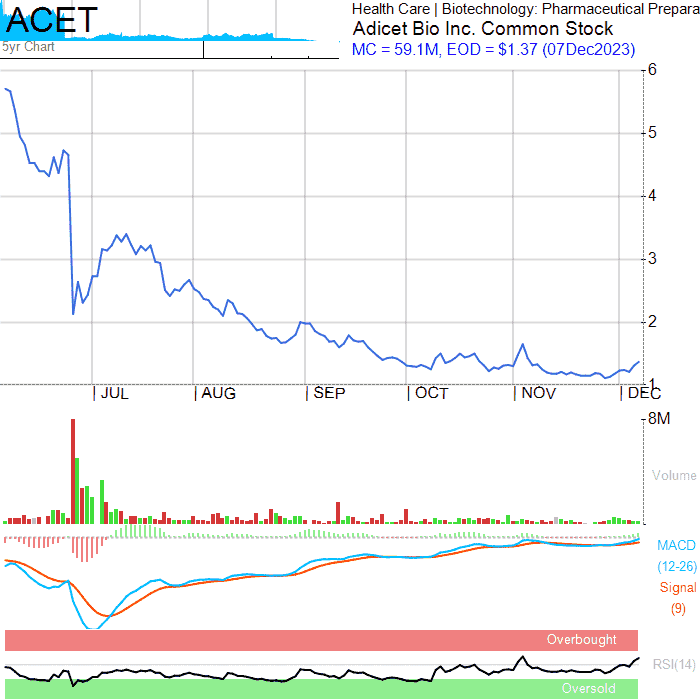 ACET
5yr Chart
Health Care | Biotechnology: Pharmaceutical Prepara
Adicet Bio Inc. Common Stock
MC = 59.1M, EOD = $1.37 (07Dec2023)
6
5
4
3
2
1
| JUL | AUG | SEP | OCT | NOV | DEC
8M
Volume
MACD
(12-26)
Signal
(9)
Overbought
RSI(14)
Oversold